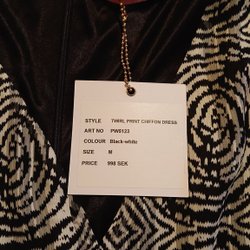 STYLE TWIRL PRINT CHIFFON DRESS
ART NO PW0123
COLOUR Black-white
SIZE M
PRICE 998 SEK